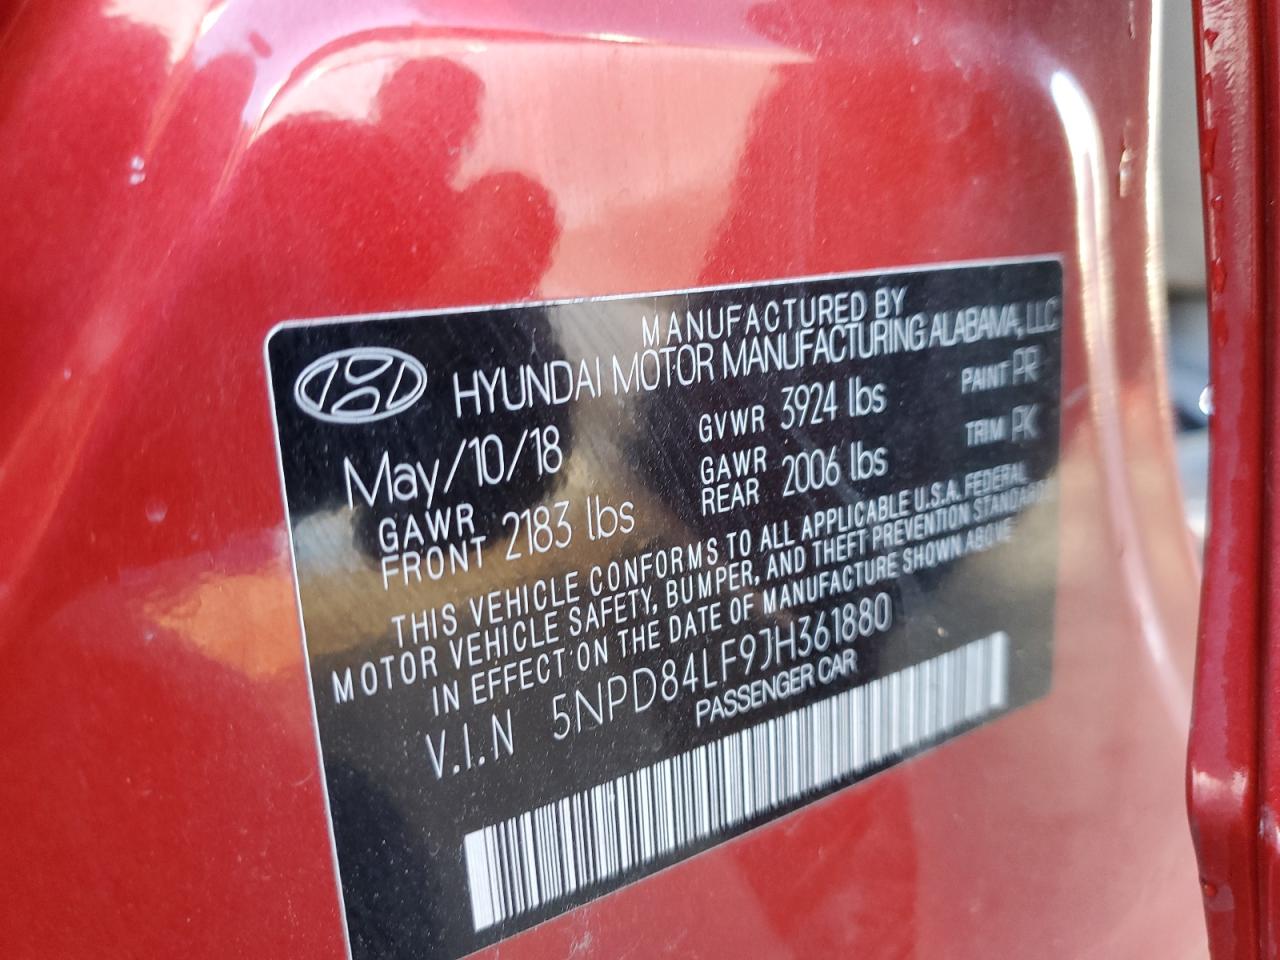 MANUFACTURED BY
HYUNDAI MOTOR MANUFACTURING ALABAMA, LLC
May/10/18
GVWR 3924 lbs
PAINT PR
GAWR FRONT 2183 lbs
GAWR REAR 2006 lbs
TRIM PK
THIS VEHICLE CONFORMS TO ALL APPLICABLE U.S.A. FEDERAL
MOTOR VEHICLE SAFETY, BUMPER, AND THEFT PREVENTION STANDARDS
IN EFFECT ON THE DATE OF MANUFACTURE SHOWN ABOVE
V.I.N 5NPD84LF9JH361880
PASSENGER CAR